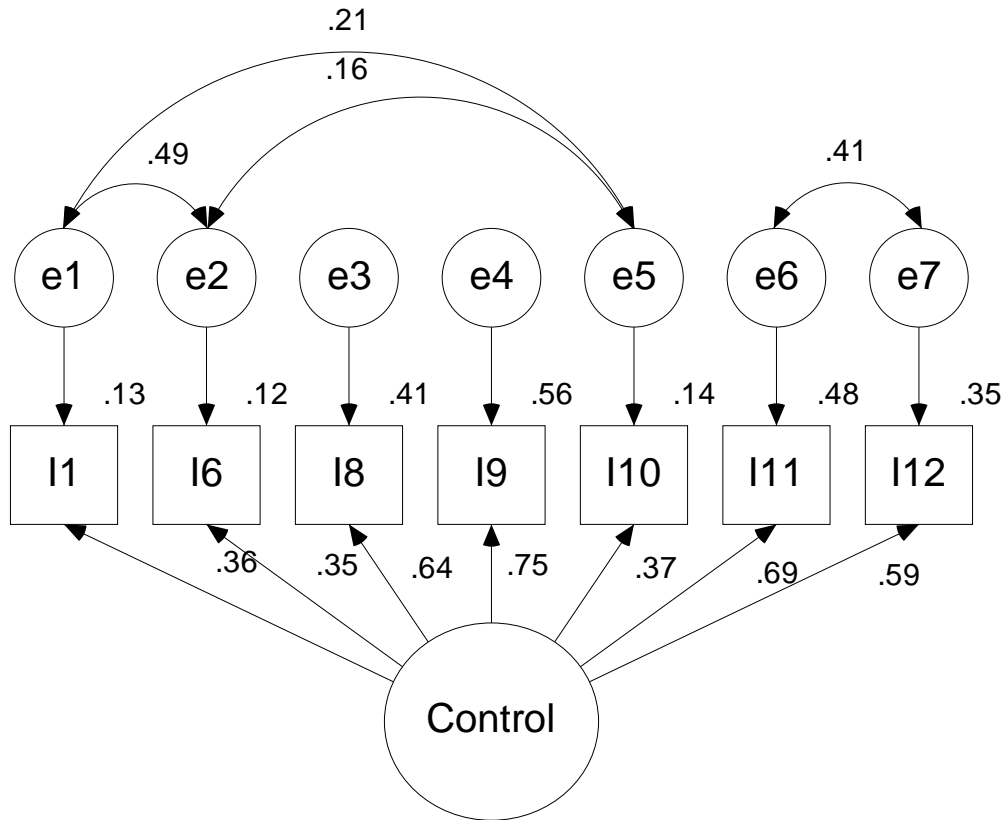 .21
.16
.49
.41
e1 e2 e3 e4 e5 e6 e7
.13 .12 .41 .56 .14 .48 .35
I1 I6 I8 I9 I10 I11 I12
.36 .35 .64 .75 .37 .69 .59
Control